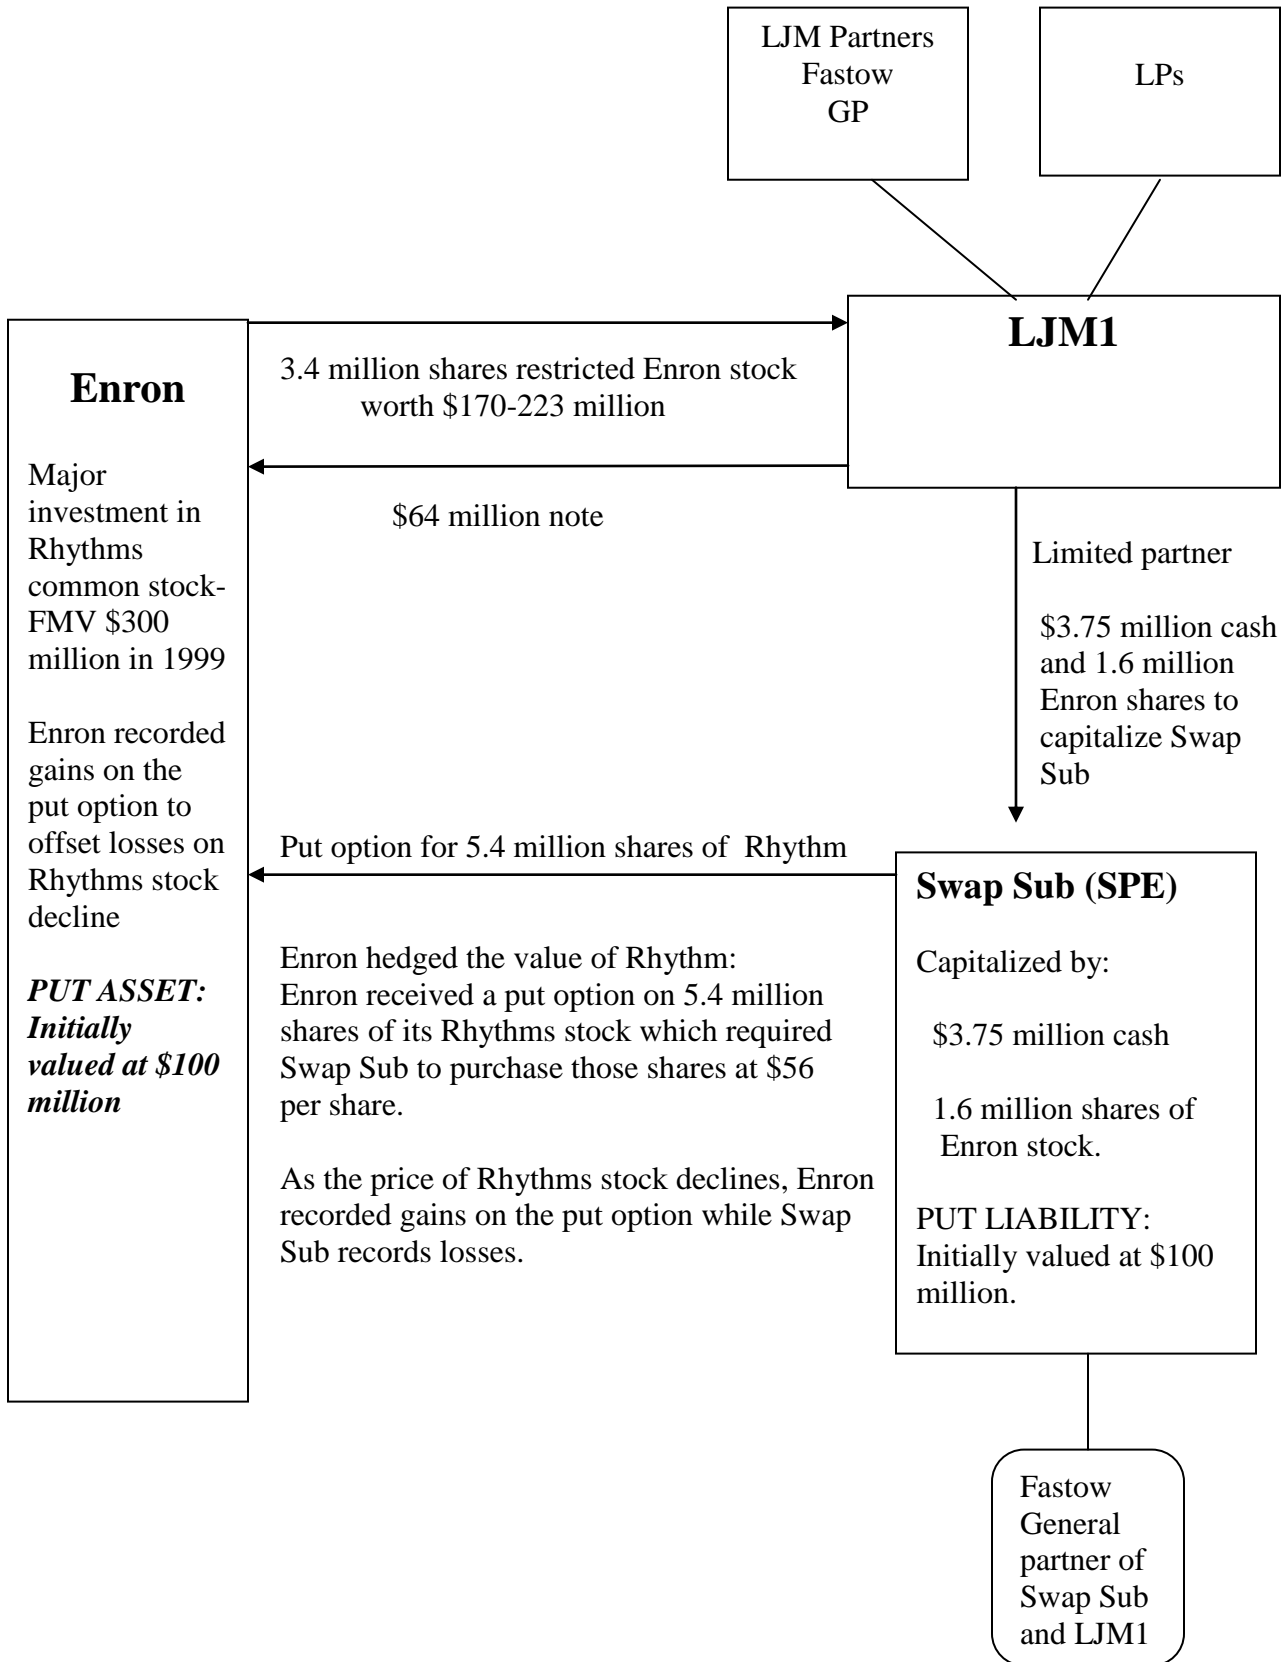 LJM Partners
Fastow
GP
LPs
LJM1
Enron
Major
investment in
Rhythms
common stock-
FMV $300
million in 1999
Enron recorded
gains on the
put option to
offset losses on
Rhythms stock
decline
PUT ASSET:
Initially
valued at $100
million
3.4 million shares restricted Enron stock
worth $170-223 million
$64 million note
Limited partner
$3.75 million cash
and 1.6 million
Enron shares to
capitalize Swap
Sub
Put option for 5.4 million shares of Rhythm
Enron hedged the value of Rhythm:
Enron received a put option on 5.4 million
shares of its Rhythms stock which required
Swap Sub to purchase those shares at $56
per share.
As the price of Rhythms stock declines, Enron
recorded gains on the put option while Swap
Sub records losses.
Swap Sub (SPE)
Capitalized by:
$3.75 million cash
1.6 million shares of
Enron stock.
PUT LIABILITY:
Initially valued at $100
million.
Fastow
General
partner of
Swap Sub
and LJM1